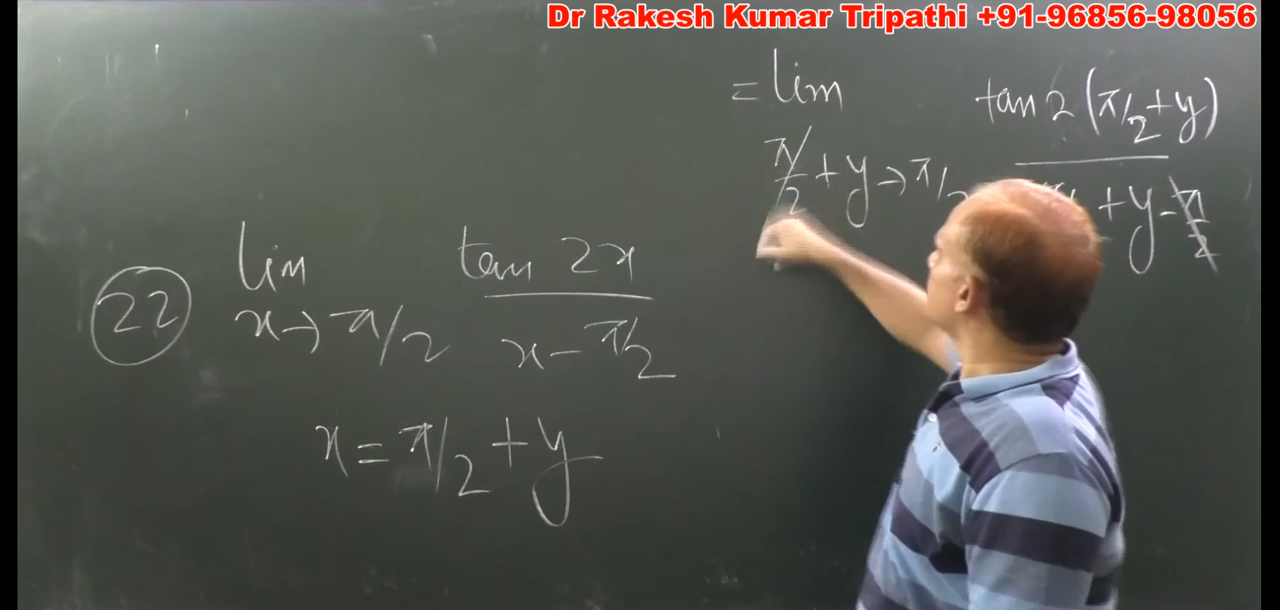 Dr Rakesh Kumar Tripathi +91-96856-98056
22
lim tan 2x
x→π/2 x-π/2
x=π/2+y
=lim tan 2(π/2+y)
π/2+y→π/2 +y-π/2